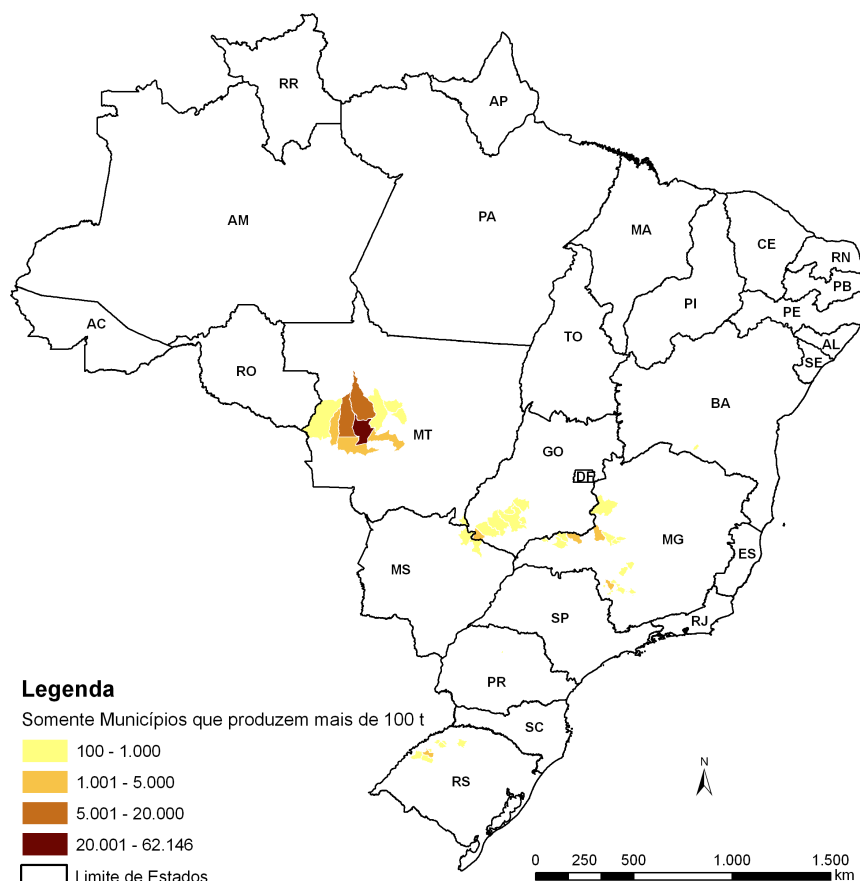 RR
AP
AM
PA
MA
CE
RN
PB
PE
PI
AL
SE
AC
TO
RO
BA
MT
GO
DF
MG
ES
MS
SP
RJ
PR
SC
RS
Legenda
Somente Municípios que produzem mais de 100 t
100 - 1.000
1.001 - 5.000
5.001 - 20.000
20.001 - 62.146
Limite de Estados
N
0 250 500 1.000 1.500
km